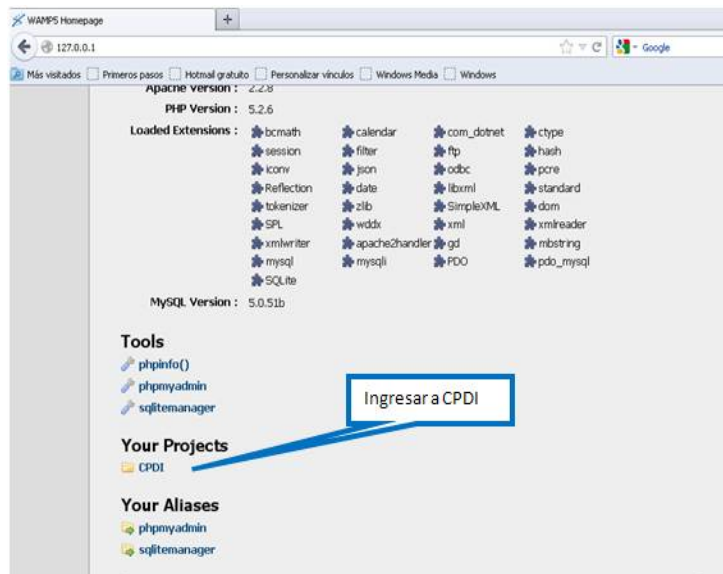 WAMP5 Homepage
127.0.0.1
Google
Más visitados Primeros pasos Hotmail gratuito Personalizar vínculos Windows Media Windows
Apache Version : 2.2.8
PHP Version : 5.2.6
Loaded Extensions : bcmath calendar com_dotnet ctype
session filter ftp hash
iconv json odbc pcre
Reflection date libxml standard
tokenizer zlib SimpleXML dom
SPL wddx xml xmlreader
xmlwriter apache2handler gd mbstring
mysql mysqli PDO pdo_mysql
SQLite
MySQL Version : 5.0.51b
Tools
phpinfo()
phpmyadmin
sqlitemanager
Ingresar a CPDI
Your Projects
CPDI
Your Aliases
phpmyadmin
sqlitemanager